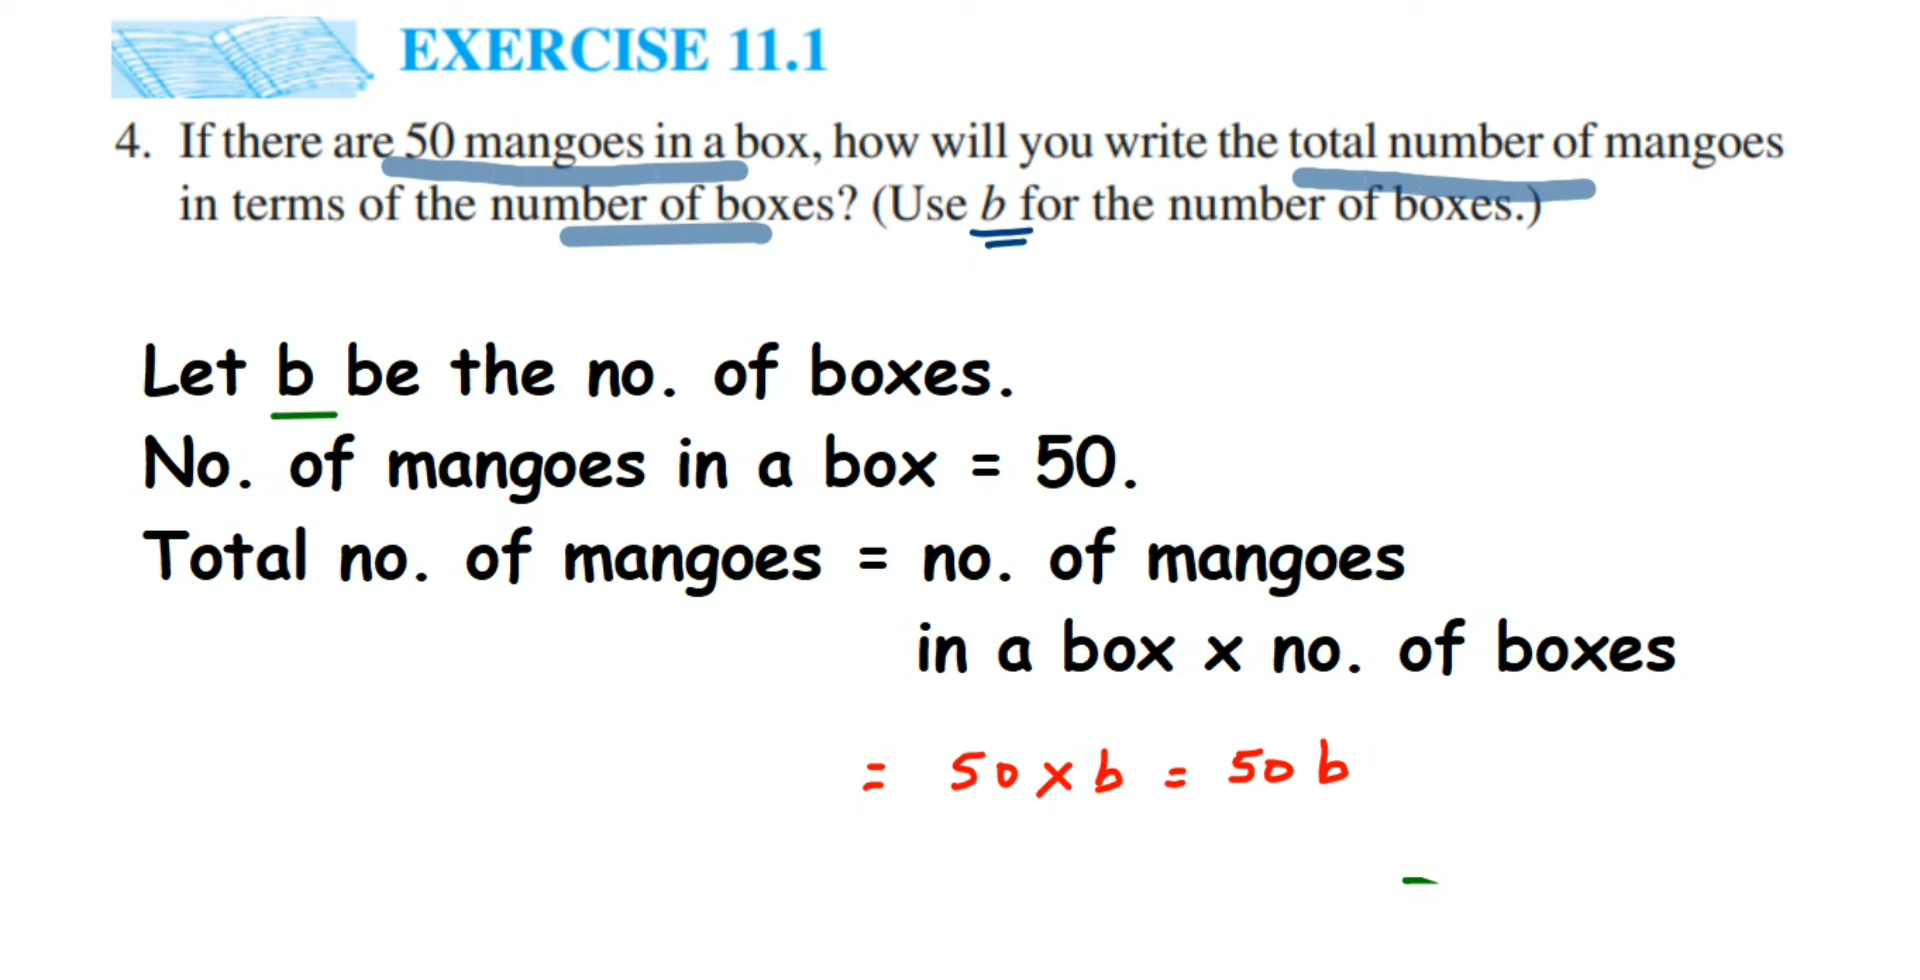 EXERCISE 11.1
4. If there are 50 mangoes in a box, how will you write the total number of mangoes
in terms of the number of boxes? (Use b for the number of boxes.)
Let b be the no. of boxes.
No. of mangoes in a box = 50.
Total no. of mangoes = no. of mangoes
in a box x no. of boxes
= 50 x b = 50 b